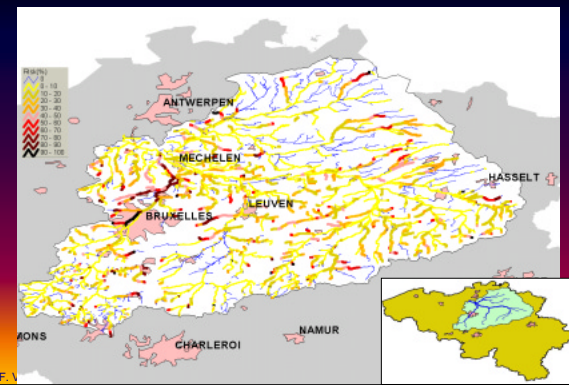 Risk(%)
0
0 - 10
10 - 20
20 - 30
30 - 40
40 - 50
50 - 60
60 - 70
70 - 80
80 - 90
90 - 100
ANTWERPEN
MECHELEN
HASSELT
LEUVEN
BRUXELLES
MONS
NAMUR
CHARLEROI
F. V